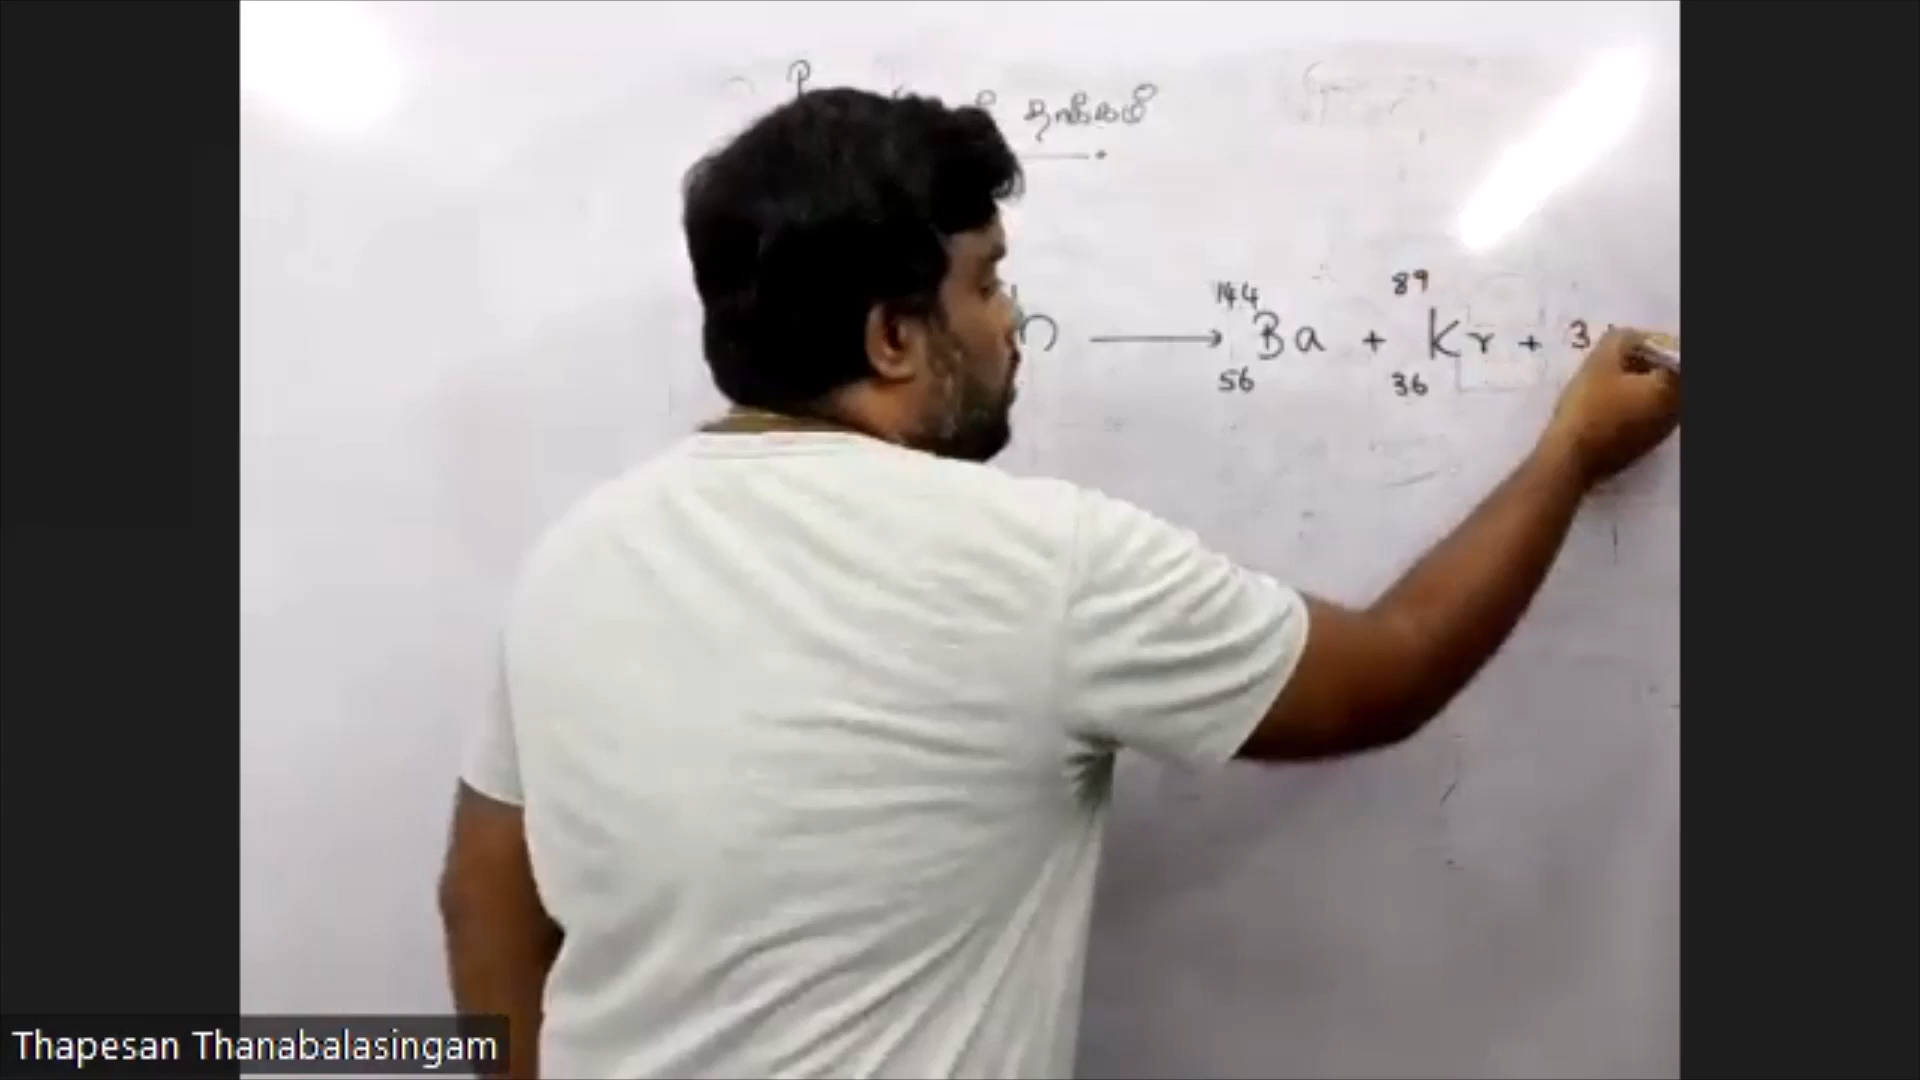 தாக்கம்
n → ¹⁴⁴₅₆Ba + ⁸⁹₃₆Kr + 3
Thapesan Thanabalasingam